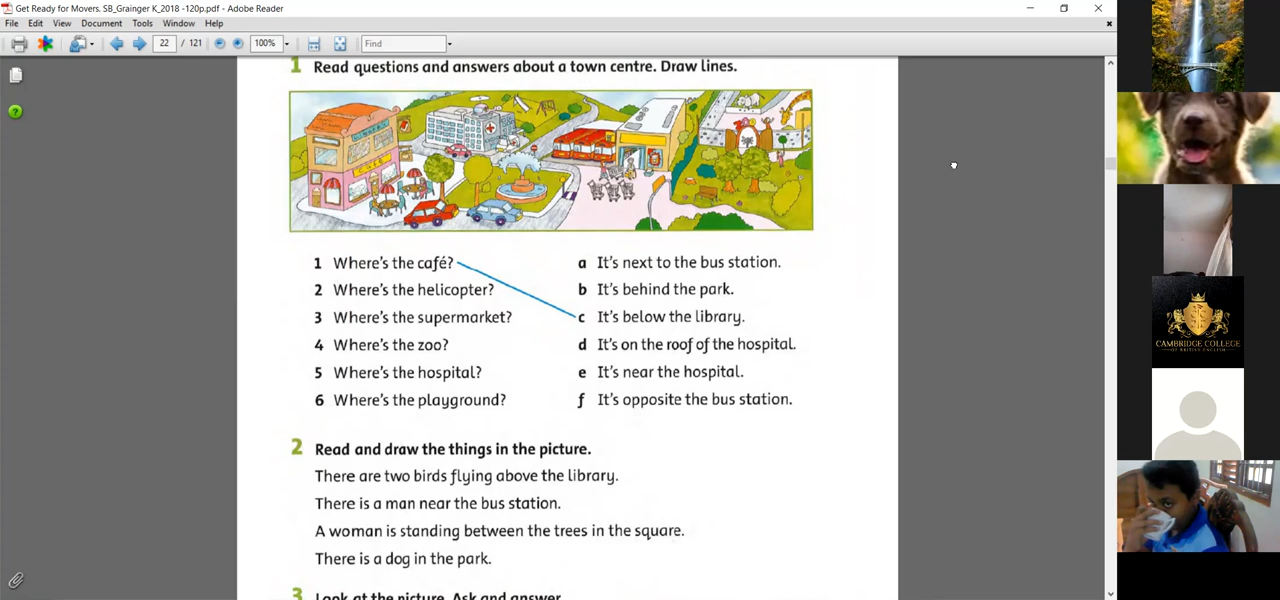 Get Ready for Movers. SB_Grainger K_2018 -120p.pdf - Adobe Reader
File Edit View Document Tools Window Help
22 / 121 100% Find
1 Read questions and answers about a town centre. Draw lines.
1 Where's the café? a It's next to the bus station.
2 Where's the helicopter? b It's behind the park.
3 Where's the supermarket? c It's below the library.
4 Where's the zoo? d It's on the roof of the hospital.
5 Where's the hospital? e It's near the hospital.
6 Where's the playground? f It's opposite the bus station.
2 Read and draw the things in the picture.
There are two birds flying above the library.
There is a man near the bus station.
A woman is standing between the trees in the square.
There is a dog in the park.
3 Look at the picture. Ask and answer.
CAMBRIDGE COLLEGE
OF BRITISH ENGLISH